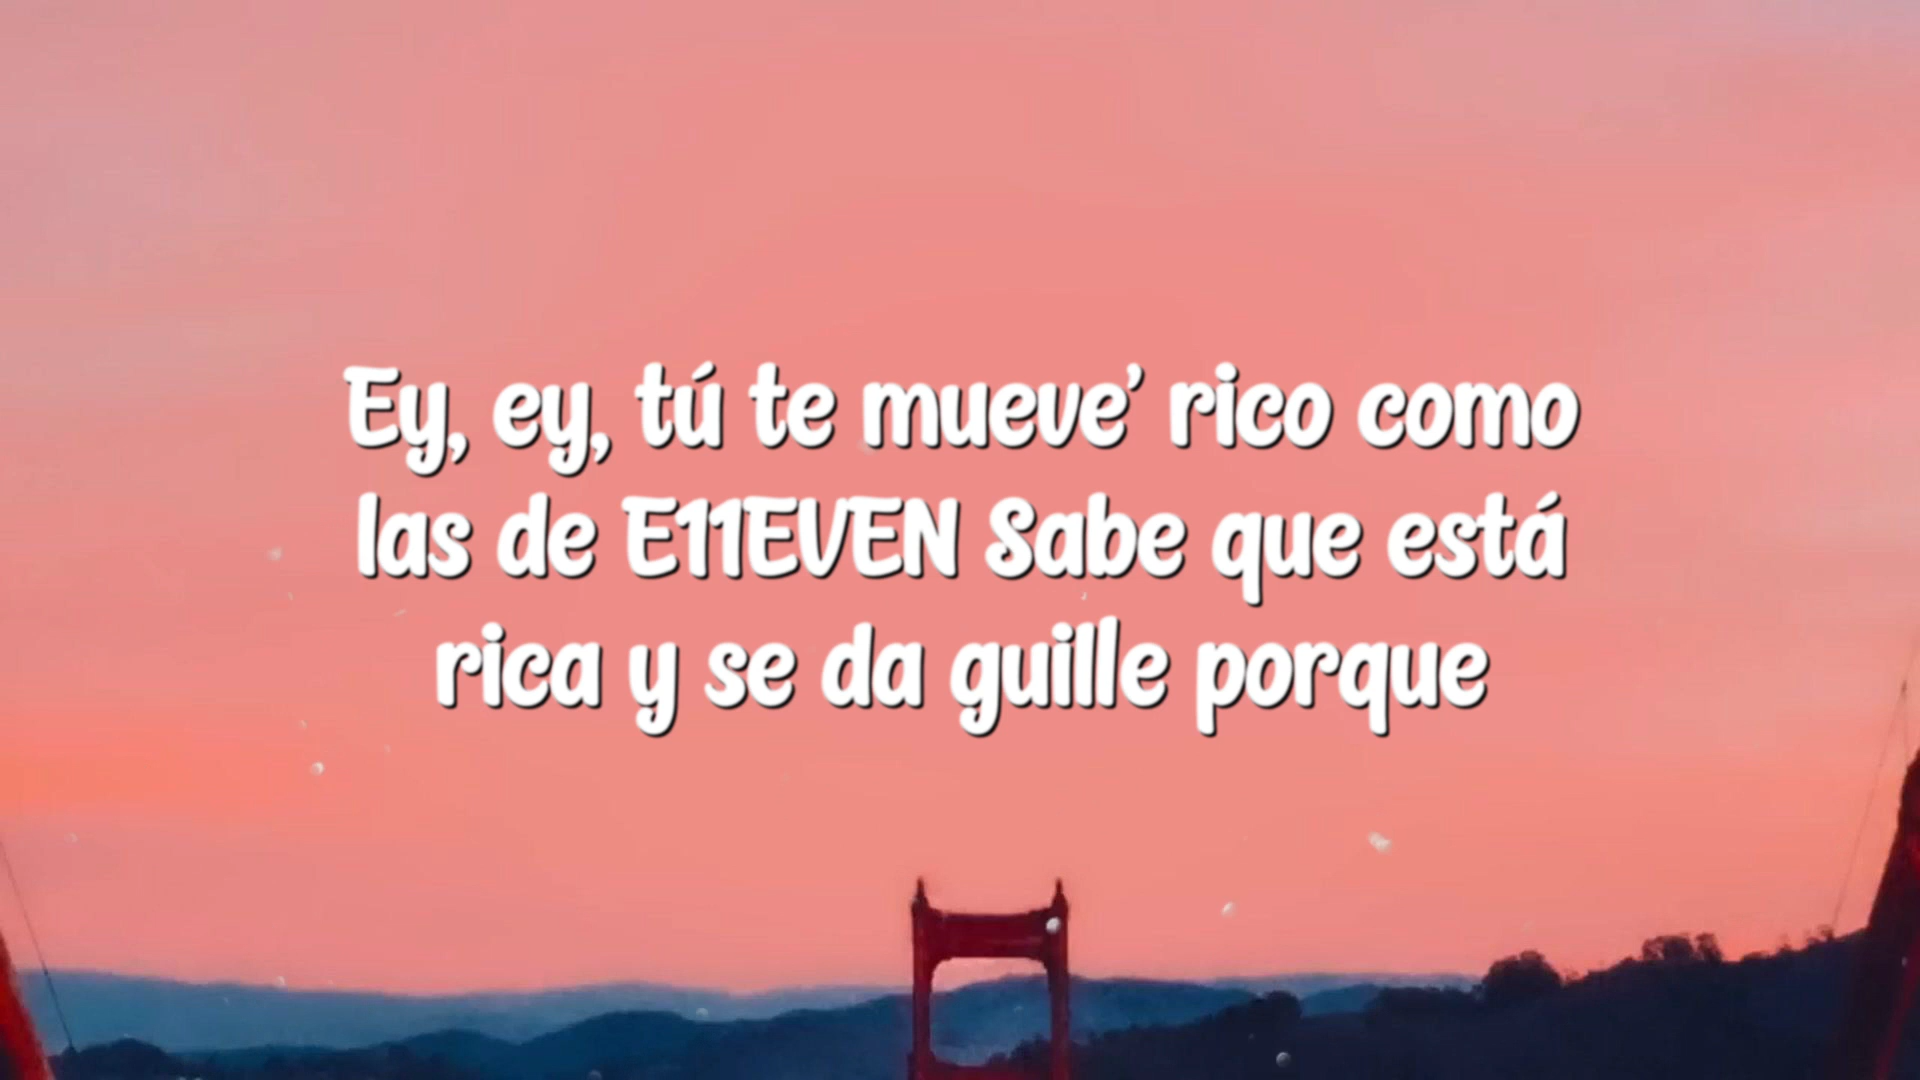 Ey, ey, tú te mueve’ rico como
las de E11EVEN Sabe que está
rica y se da guille porque